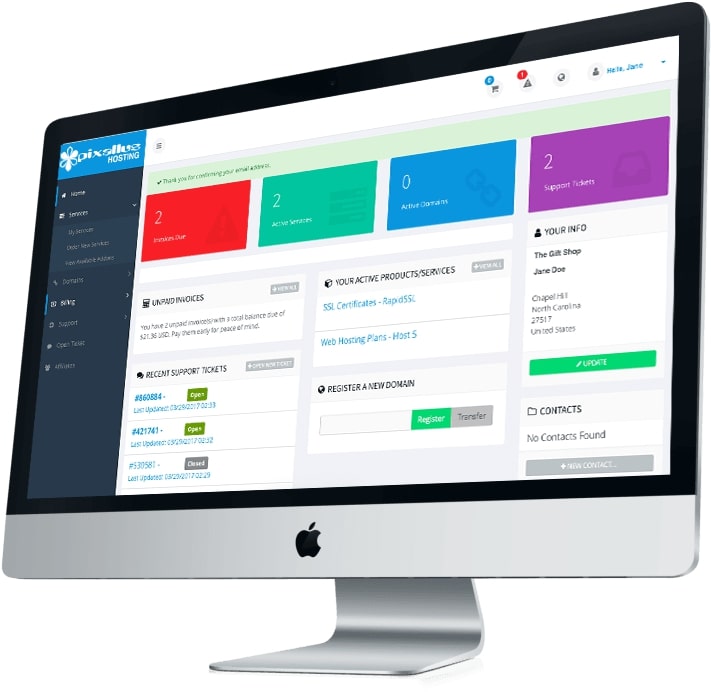 pixallus
HOSTING
0
1
Hello, Jane
Home
Services
My Services
Order New Services
View Available Addons
Domains
Billing
Support
Open Ticket
Affiliates
Thank you for confirming your email address.
2
Invoices Due
2
Active Services
0
Active Domains
2
Support Tickets
UNPAID INVOICES
VIEW ALL
You have 2 unpaid invoice(s) with a total balance due of
$21.36 USD. Pay them early for peace of mind.
RECENT SUPPORT TICKETS
OPEN NEW TICKET
#860884 - Open
Last Updated: 03/29/2017 02:33
#421741 - Open
Last Updated: 03/29/2017 02:32
#530581 - Closed
Last Updated: 03/29/2017 02:29
YOUR ACTIVE PRODUCTS/SERVICES
VIEW ALL
SSL Certificates - RapidSSL
Web Hosting Plans - Host 5
REGISTER A NEW DOMAIN
Register
Transfer
YOUR INFO
The Gift Shop
Jane Doe
Chapel Hill
North Carolina
27517
United States
UPDATE
CONTACTS
No Contacts Found
NEW CONTACT...